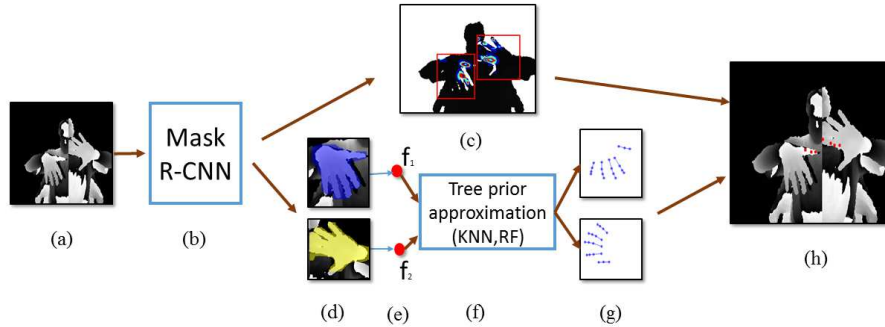 Mask
R-CNN
(a)
(b)
(c)
f1
f2
Tree prior
approximation
(KNN,RF)
(d)
(e)
(f)
(g)
(h)